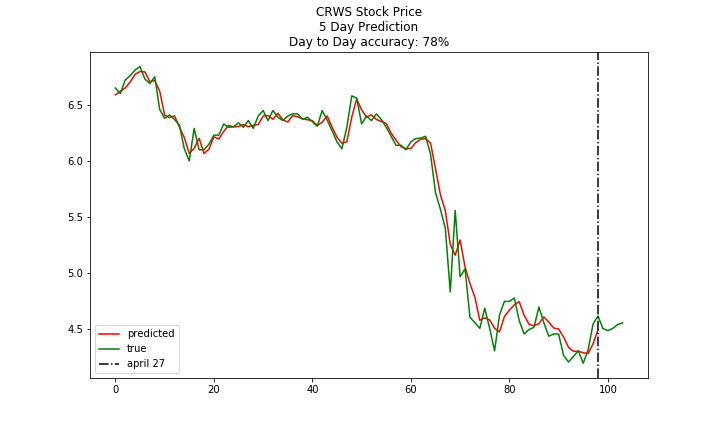 CRWS Stock Price
5 Day Prediction
Day to Day accuracy: 78%
6.5
6.0
5.5
5.0
4.5
predicted
true
april 27
0
20
40
60
80
100